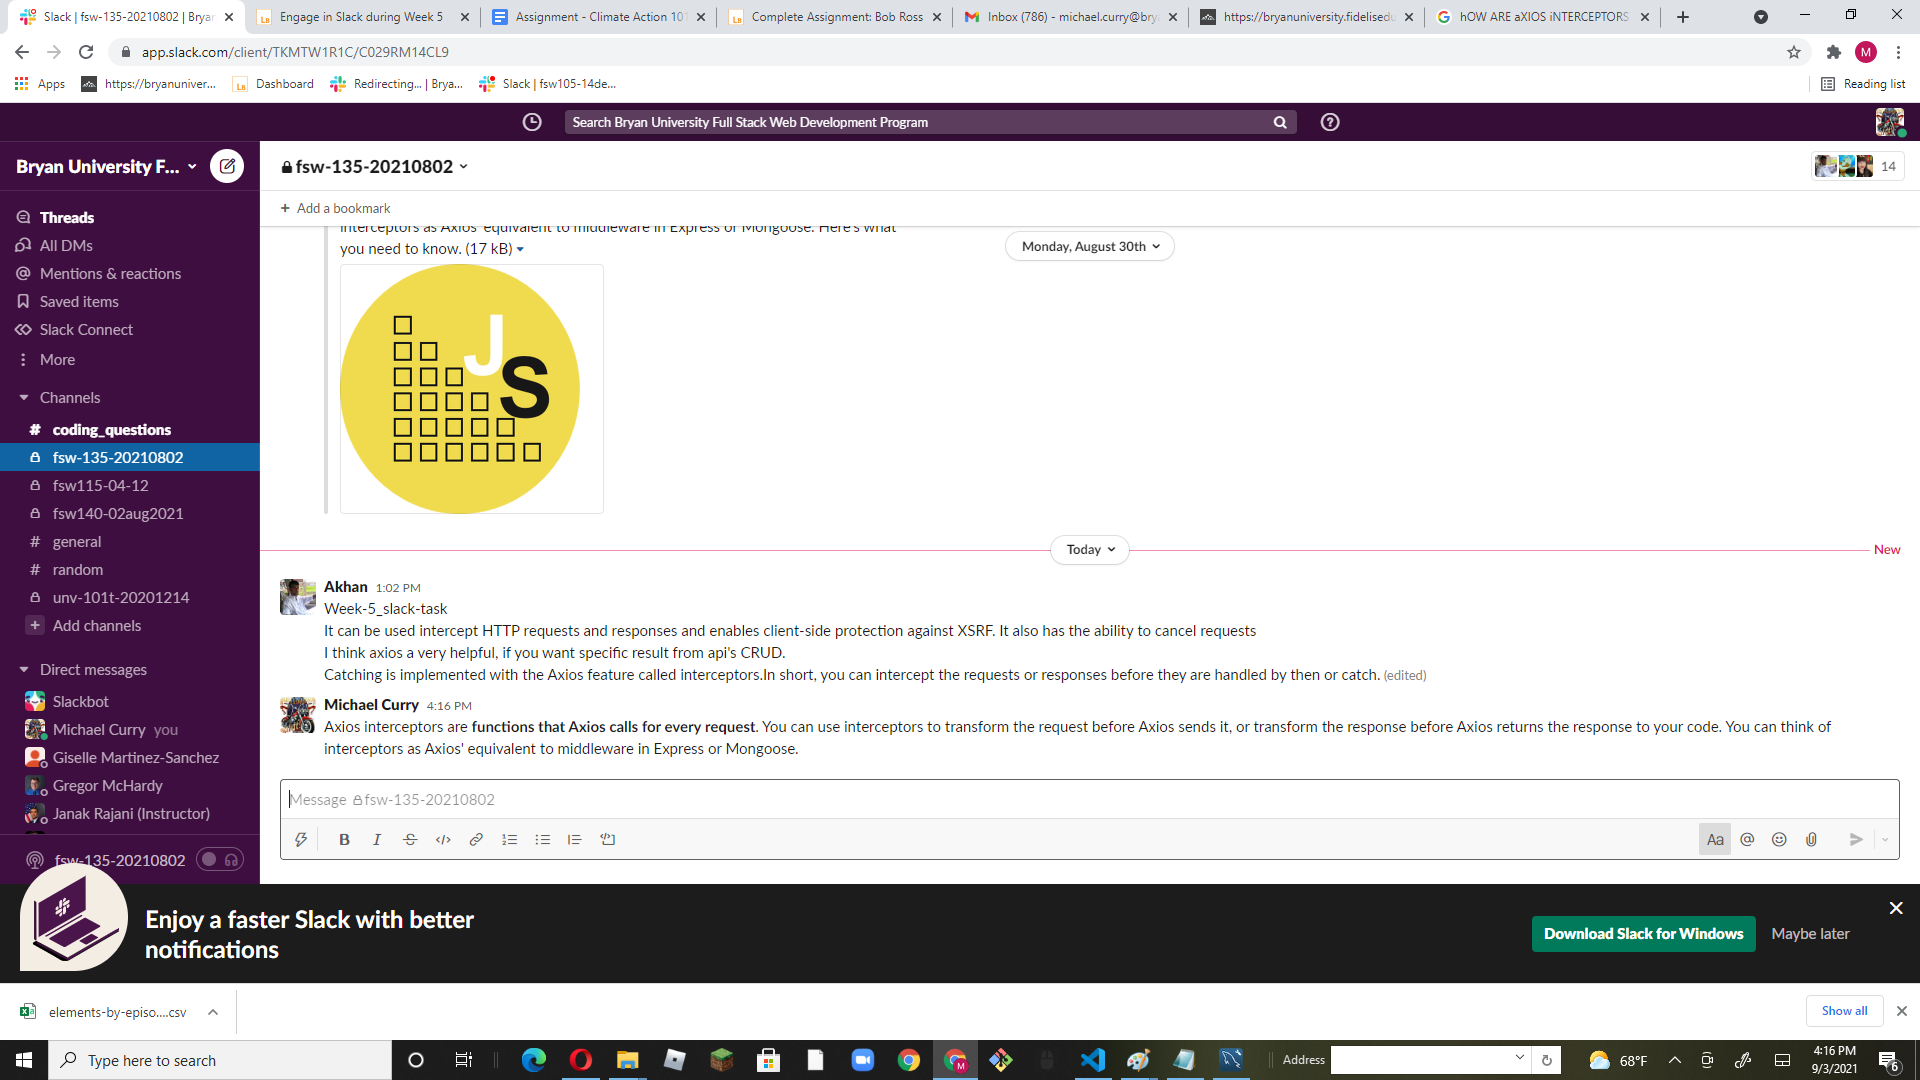 Slack | fsw-135-20210802 | Bryan
Engage in Slack during Week 5
Assignment - Climate Action 101
Complete Assignment: Bob Ross
Inbox (786) - michael.curry@bry
https://bryanuniversity.fidelisedu
hOW ARE aXIOS iNTERCEPTORS
app.slack.com/client/TKMTW1R1C/C029RM14CL9
M
Apps
https://bryanuniver...
Dashboard
Redirecting... | Brya...
Slack | fsw105-14de...
Reading list
Search Bryan University Full Stack Web Development Program
Bryan University F...
fsw-135-20210802
14
Add a bookmark
Threads
All DMs
Mentions & reactions
Saved items
Slack Connect
More
Channels
# coding_questions
fsw-135-20210802
fsw115-04-12
fsw140-02aug2021
# general
# random
unv-101t-20201214
+ Add channels
Direct messages
Slackbot
Michael Curry you
Giselle Martinez-Sanchez
Gregor McHardy
Janak Rajani (Instructor)
fsw-135-20210802
interceptors as Axios' equivalent to middleware in Express or Mongoose. Here's what
you need to know. (17 kB)
Monday, August 30th
JS
Today
New
Akhan 1:02 PM
Week-5_slack-task
It can be used intercept HTTP requests and responses and enables client-side protection against XSRF. It also has the ability to cancel requests
I think axios a very helpful, if you want specific result from api's CRUD.
Catching is implemented with the Axios feature called interceptors.In short, you can intercept the requests or responses before they are handled by then or catch. (edited)
Michael Curry 4:16 PM
Axios interceptors are functions that Axios calls for every request. You can use interceptors to transform the request before Axios sends it, or transform the response before Axios returns the response to your code. You can think of
interceptors as Axios' equivalent to middleware in Express or Mongoose.
Message fsw-135-20210802
B I S Aa @
Enjoy a faster Slack with better
notifications
Download Slack for Windows
Maybe later
elements-by-episo....csv
Show all
Type here to search
Address
68°F
4:16 PM
9/3/2021
6